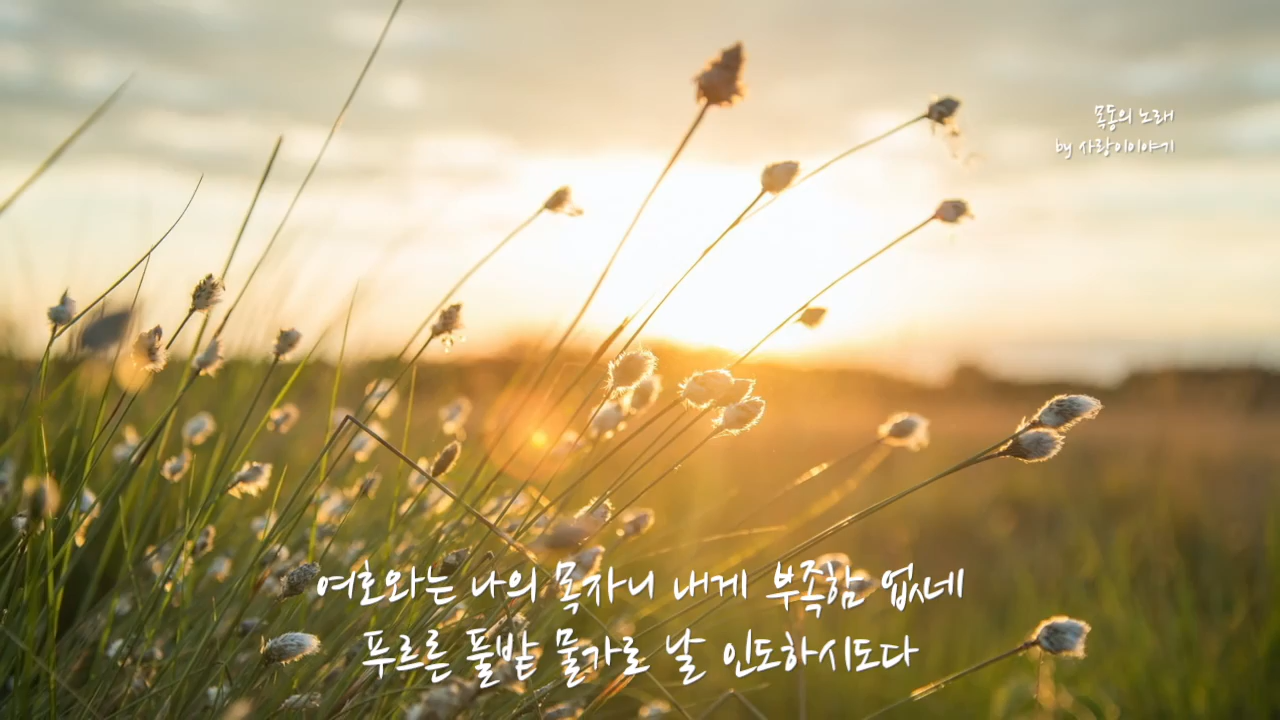 목동의 노래
by 사랑이이야기
여호와는 나의 목자니 내게 부족함 없네
푸르른 풀밭 물가로 날 인도하시도다